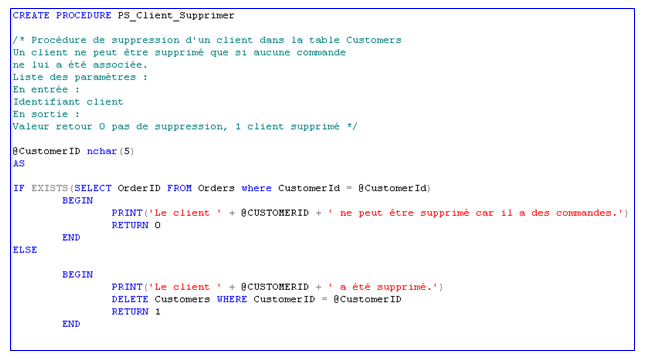 CREATE PROCEDURE PS_Client_Supprimer
/* Procédure de suppression d'un client dans la table Customers
Un client ne peut être supprimé que si aucune commande
ne lui a été associée.
Liste des paramètres :
En entrée :
Identifiant client
En sortie :
Valeur retour 0 pas de suppression, 1 client supprimé */
@CustomerID nchar(5)
AS
IF EXISTS(SELECT OrderID FROM Orders where CustomerId = @CustomerId)
BEGIN
PRINT('Le client ' + @CUSTOMERID + ' ne peut être supprimé car il a des commandes.')
RETURN 0
END
ELSE
BEGIN
PRINT('Le client ' + @CUSTOMERID + ' a été supprimé.')
DELETE Customers WHERE CustomerID = @CustomerID
RETURN 1
END